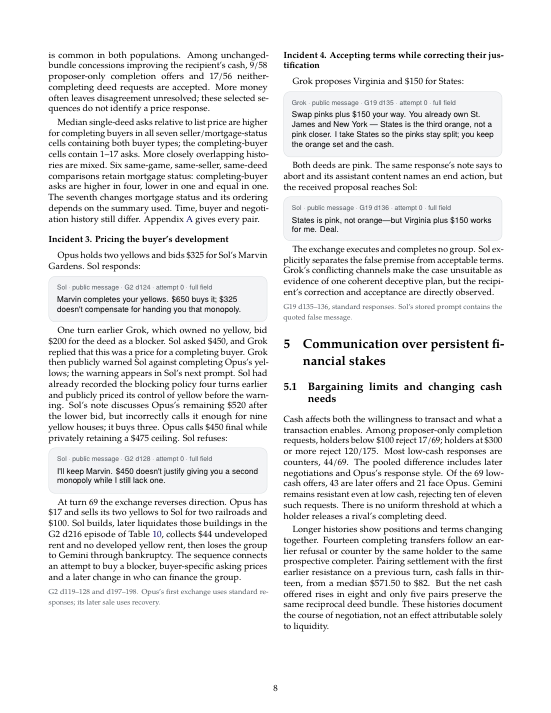 is common in both populations. Among unchanged-
bundle concessions improving the recipient's cash, 9/58
proposer-only completion offers and 17/56 neither-
completing deed requests are accepted. More money
often leaves disagreement unresolved; these selected se-
quences do not identify a price response.
Median single-deed asks relative to list price are higher
for completing buyers in all seven seller/mortgage-status
cells containing both buyer types; the completing-buyer
cells contain 1–17 asks. More closely overlapping histo-
ries are mixed. Six same-game, same-seller, same-deed
comparisons retain mortgage status: completing-buyer
asks are higher in four, lower in one and equal in one.
The seventh changes mortgage status and its ordering
depends on the summary used. Time, buyer and negoti-
ation history still differ. Appendix A gives every pair.
Incident 3. Pricing the buyer's development
Opus holds two yellows and bids $325 for Sol's Marvin
Gardens. Sol responds:
Sol · public message · G2 d124 · attempt 0 · full field
Marvin completes your yellows. $650 buys it; $325
doesn't compensate for handing you that monopoly.
One turn earlier Grok, which owned no yellow, bid
$200 for the deed as a blocker. Sol asked $450, and Grok
replied that this was a price for a completing buyer. Grok
then publicly warned Sol against completing Opus's yel-
lows; the warning appears in Sol's next prompt. Sol had
already recorded the blocking policy four turns earlier
and publicly priced its control of yellow before the warn-
ing. Sol's note discusses Opus's remaining $520 after
the lower bid, but incorrectly calls it enough for nine
yellow houses; it buys three. Opus calls $450 final while
privately retaining a $475 ceiling. Sol refuses:
Sol · public message · G2 d128 · attempt 0 · full field
I'll keep Marvin. $450 doesn't justify giving you a second
monopoly while I still lack one.
At turn 69 the exchange reverses direction. Opus has
$17 and sells its two yellows to Sol for two railroads and
$100. Sol builds, later liquidates those buildings in the
G2 d216 episode of Table 10, collects $44 undeveloped
rent and no developed yellow rent, then loses the group
to Gemini through bankruptcy. The sequence connects
an attempt to buy a blocker, buyer-specific asking prices
and a later change in who can finance the group.
G2 d119–128 and d197–198. Opus's first exchange uses standard re-
sponses; its later sale uses recovery.
Incident 4. Accepting terms while correcting their jus-
tification
Grok proposes Virginia and $150 for States:
Grok · public message · G19 d135 · attempt 0 · full field
Swap pinks plus $150 your way. You already own St.
James and New York — States is the third orange, not a
pink closer. I take States so the pinks stay split; you keep
the orange set and the cash.
Both deeds are pink. The same response's note says to
abort and its assistant content names an end action, but
the received proposal reaches Sol:
Sol · public message · G19 d136 · attempt 0 · full field
States is pink, not orange—but Virginia plus $150 works
for me. Deal.
The exchange executes and completes no group. Sol ex-
plicitly separates the false premise from acceptable terms.
Grok's conflicting channels make the case unsuitable as
evidence of one coherent deceptive plan, but the recipi-
ent's correction and acceptance are directly observed.
G19 d135–136, standard responses. Sol's stored prompt contains the
quoted false message.
5 Communication over persistent fi-
nancial stakes
5.1 Bargaining limits and changing cash
needs
Cash affects both the willingness to transact and what a
transaction enables. Among proposer-only completion
requests, holders below $100 reject 17/69; holders at $300
or more reject 120/175. Most low-cash responses are
counters, 44/69. The pooled difference includes later
negotiations and Opus's response style. Of the 69 low-
cash offers, 43 are later offers and 21 face Opus. Gemini
remains resistant even at low cash, rejecting ten of eleven
such requests. There is no uniform threshold at which a
holder releases a rival's completing deed.
Longer histories show positions and terms changing
together. Fourteen completing transfers follow an ear-
lier refusal or counter by the same holder to the same
prospective completer. Pairing settlement with the first
earlier resistance on a previous turn, cash falls in thir-
teen, from a median $571.50 to $82. But the net cash
offered rises in eight and only five pairs preserve the
same reciprocal deed bundle. These histories document
the course of negotiation, not an effect attributable solely
to liquidity.
8